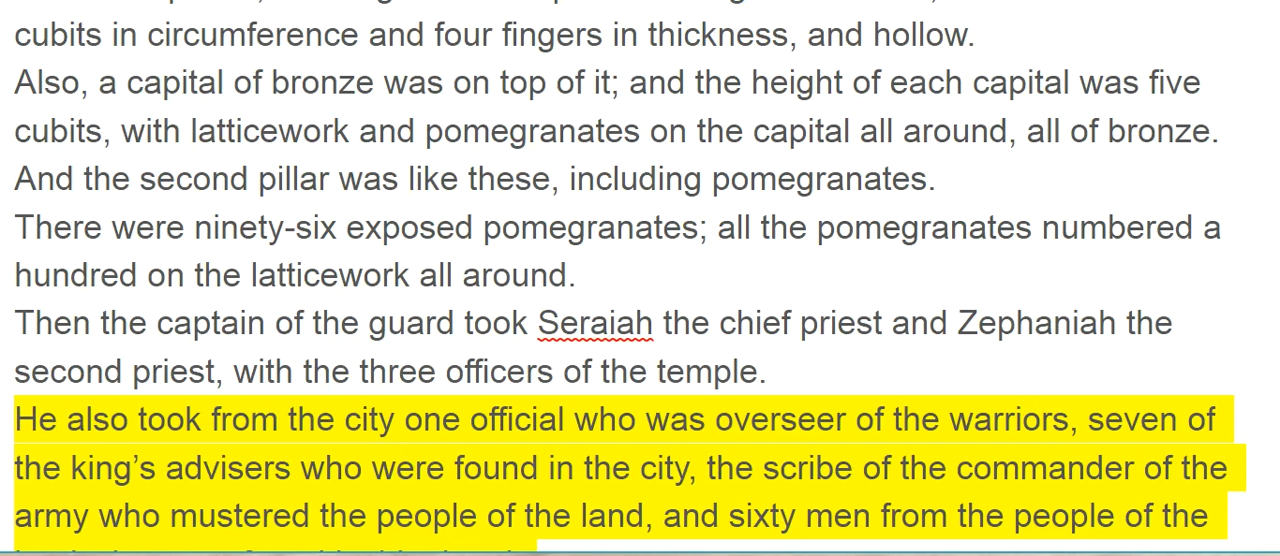 cubits in circumference and four fingers in thickness, and hollow.
Also, a capital of bronze was on top of it; and the height of each capital was five
cubits, with latticework and pomegranates on the capital all around, all of bronze.
And the second pillar was like these, including pomegranates.
There were ninety-six exposed pomegranates; all the pomegranates numbered a
hundred on the latticework all around.
Then the captain of the guard took Seraiah the chief priest and Zephaniah the
second priest, with the three officers of the temple.
He also took from the city one official who was overseer of the warriors, seven of
the king’s advisers who were found in the city, the scribe of the commander of the
army who mustered the people of the land, and sixty men from the people of the